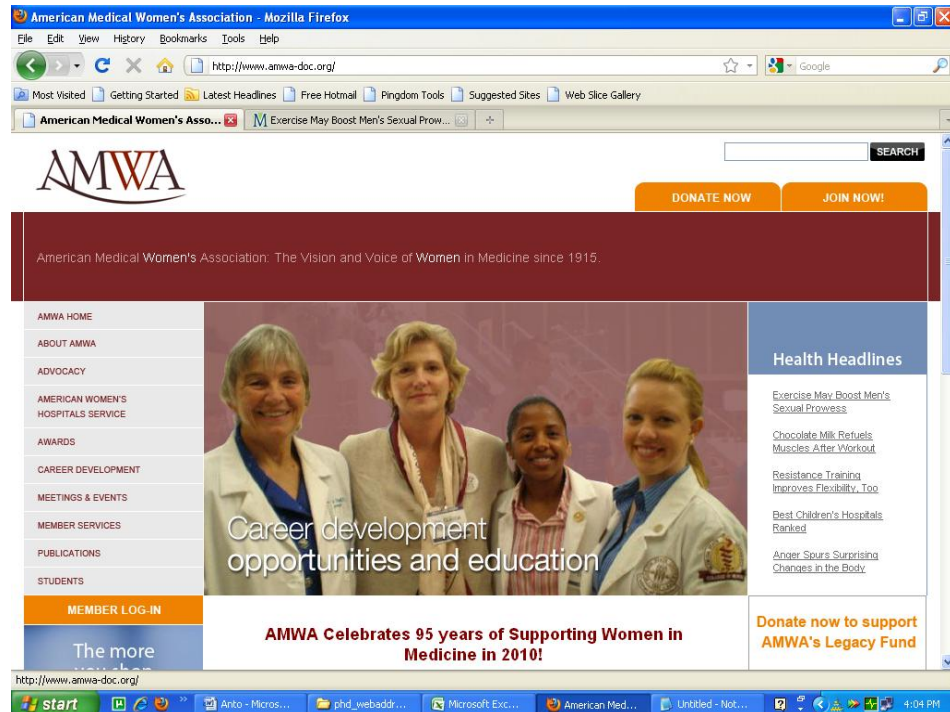 American Medical Women's Association - Mozilla Firefox
File Edit View History Bookmarks Tools Help
http://www.amwa-doc.org/
Google
Most Visited Getting Started Latest Headlines Free Hotmail Pingdom Tools Suggested Sites Web Slice Gallery
American Medical Women's Asso... M Exercise May Boost Men's Sexual Prow...
AMWA
SEARCH
DONATE NOW
JOIN NOW!
American Medical Women's Association: The Vision and Voice of Women in Medicine since 1915.
AMWA HOME
ABOUT AMWA
ADVOCACY
AMERICAN WOMEN'S
HOSPITALS SERVICE
AWARDS
CAREER DEVELOPMENT
MEETINGS & EVENTS
MEMBER SERVICES
PUBLICATIONS
STUDENTS
MEMBER LOG-IN
The more
Career development
opportunities and education
AMWA Celebrates 95 years of Supporting Women in
Medicine in 2010!
Health Headlines
Exercise May Boost Men's
Sexual Prowess
Chocolate Milk Refuels
Muscles After Workout
Resistance Training
Improves Flexibility, Too
Best Children's Hospitals
Ranked
Anger Spurs Surprising
Changes in the Body
Donate now to support
AMWA's Legacy Fund
http://www.amwa-doc.org/
start
Anto - Micros...
phd_webaddr...
Microsoft Exc...
American Med...
Untitled - Not...
4:04 PM